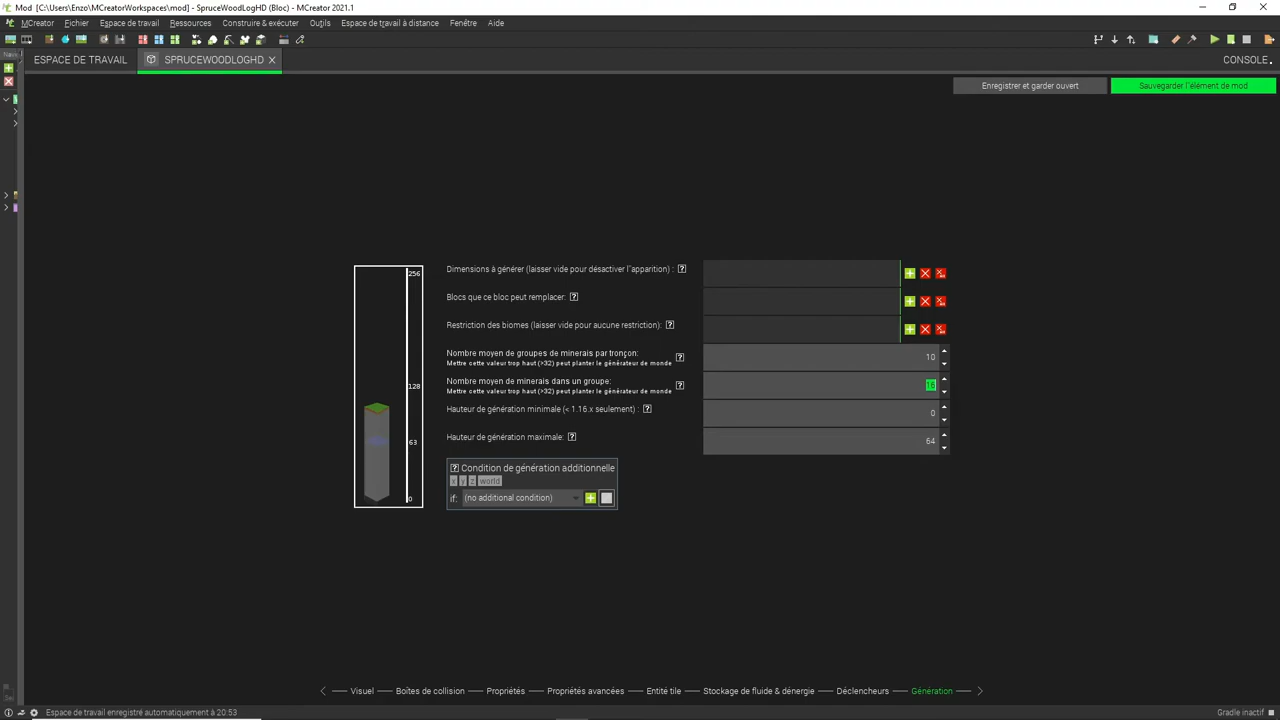 Mod [C:\Users\Enzo\MCreatorWorkspaces\mod] - SpruceWoodLogHD (Bloc) - MCreator 2021.1
MCreator Fichier Espace de travail Ressources Construire & exécuter Outils Espace de travail à distance Fenêtre Aide
ESPACE DE TRAVAIL SPRUCEWOODLOGHD CONSOLE
Enregistrer et garder ouvert Sauvegarder l'élément de mod
256
128
63
0
Dimensions à générer (laisser vide pour désactiver l'apparition) : ?
Blocs que ce bloc peut remplacer: ?
Restriction des biomes (laisser vide pour aucune restriction): ?
Nombre moyen de groupes de minerais par tronçon: ? 10
Mettre cette valeur trop haut (>32) peut planter le générateur de monde
Nombre moyen de minerais dans un groupe: ? 16
Mettre cette valeur trop haut (>32) peut planter le générateur de monde
Hauteur de génération minimale (< 1.16.x seulement) : ? 0
Hauteur de génération maximale: ? 64
? Condition de génération additionnelle
x y z world
if: (no additional condition)
Visuel Boîtes de collision Propriétés Propriétés avancées Entité tile Stockage de fluide & dénergie Déclencheurs Génération
Espace de travail enregistré automatiquement à 20:53 Gradle inactif